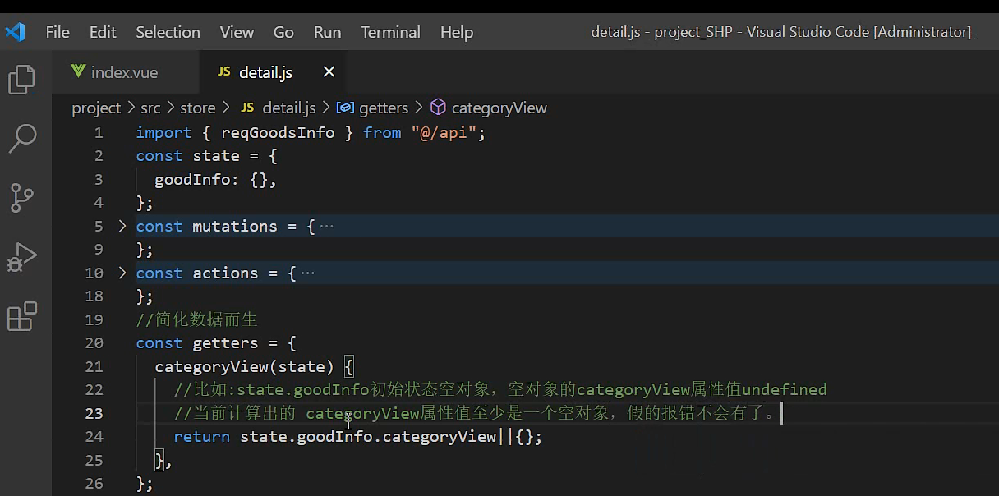 File Edit Selection View Go Run Terminal Help detail.js - project_SHP - Visual Studio Code [Administrator]
index.vue JS detail.js
project > src > store > JS detail.js > getters > categoryView
1 import { reqGoodsInfo } from "@/api";
2 const state = {
3 goodInfo: {},
4 };
5 const mutations = { ···
9 };
10 const actions = { ···
18 };
19 //简化数据而生
20 const getters = {
21 categoryView(state) {
22 //比如:state.goodInfo初始状态空对象，空对象的categoryView属性值undefined
23 //当前计算出的 categoryView属性值至少是一个空对象，假的报错不会有了。
24 return state.goodInfo.categoryView||{};
25 },
26 };